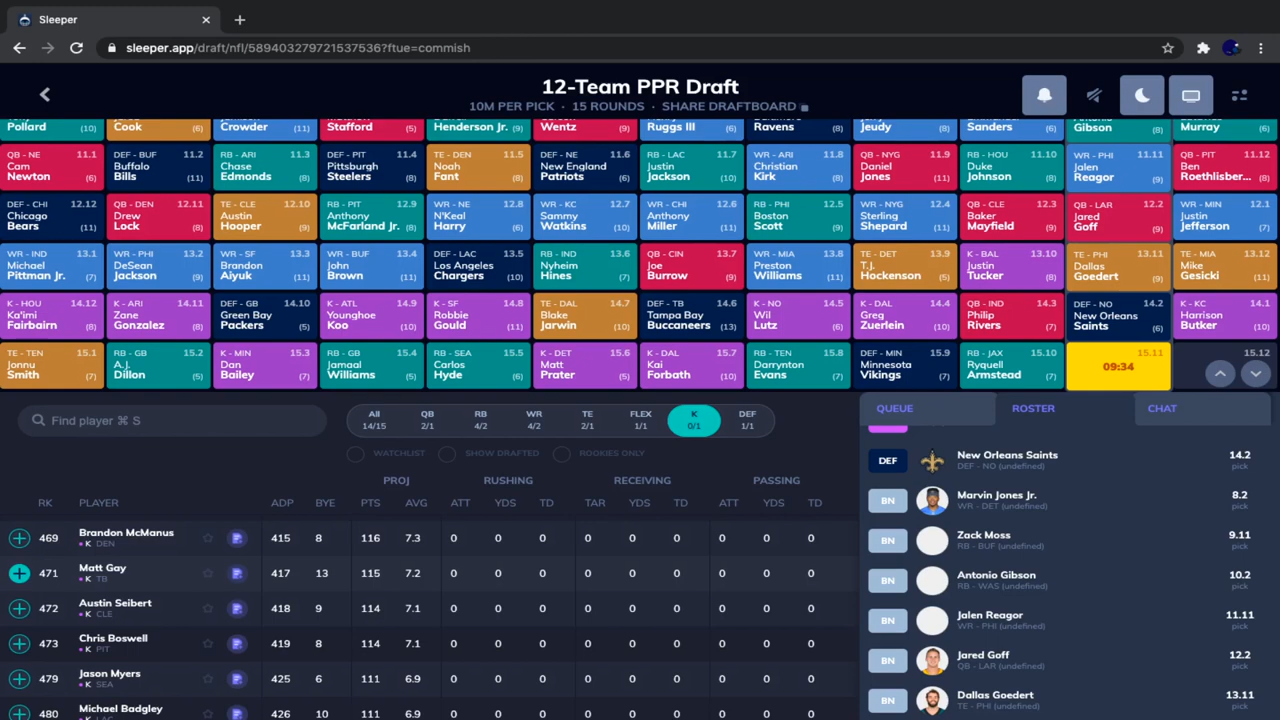 Sleeper
sleeper.app/draft/nfl/589403279721537536?ftue=commish
12-Team PPR Draft
10M PER PICK · 15 ROUNDS · SHARE DRAFTBOARD
Pollard (10)
Cook (6)
Crowder (11)
Stafford (5)
Henderson Jr. (9)
Wentz (9)
Ruggs III (6)
Ravens (8)
Jeudy (8)
Sanders (6)
Gibson (8)
Murray (6)
QB - NE 11.1
Cam
Newton (6)
DEF - BUF 11.2
Buffalo
Bills (11)
RB - ARI 11.3
Chase
Edmonds (8)
DEF - PIT 11.4
Pittsburgh
Steelers (8)
TE - DEN 11.5
Noah
Fant (8)
DEF - NE 11.6
New England
Patriots (6)
RB - LAC 11.7
Justin
Jackson (10)
WR - ARI 11.8
Christian
Kirk (8)
QB - NYG 11.9
Daniel
Jones (11)
RB - HOU 11.10
Duke
Johnson (8)
WR - PHI 11.11
Jalen
Reagor (9)
QB - PIT 11.12
Ben
Roethlisber... (8)
DEF - CHI 12.12
Chicago
Bears (11)
QB - DEN 12.11
Drew
Lock (8)
TE - CLE 12.10
Austin
Hooper (9)
RB - PIT 12.9
Anthony
McFarland Jr. (8)
WR - NE 12.8
N'Keal
Harry (6)
WR - KC 12.7
Sammy
Watkins (10)
WR - CHI 12.6
Anthony
Miller (11)
RB - PHI 12.5
Boston
Scott (9)
WR - NYG 12.4
Sterling
Shepard (11)
QB - CLE 12.3
Baker
Mayfield (9)
QB - LAR 12.2
Jared
Goff (9)
WR - MIN 12.1
Justin
Jefferson (7)
WR - IND 13.1
Michael
Pittman Jr. (7)
WR - PHI 13.2
DeSean
Jackson (9)
WR - SF 13.3
Brandon
Aiyuk (11)
WR - BUF 13.4
John
Brown (11)
DEF - LAC 13.5
Los Angeles
Chargers (10)
RB - IND 13.6
Nyheim
Hines (7)
QB - CIN 13.7
Joe
Burrow (9)
WR - MIA 13.8
Preston
Williams (11)
TE - DET 13.9
T.J.
Hockenson (5)
K - BAL 13.10
Justin
Tucker (8)
TE - PHI 13.11
Dallas
Goedert (9)
TE - MIA 13.12
Mike
Gesicki (11)
K - HOU 14.12
Ka'imi
Fairbairn (8)
K - ARI 14.11
Zane
Gonzalez (8)
DEF - GB 14.10
Green Bay
Packers (5)
K - ATL 14.9
Younghoe
Koo (10)
K - SF 14.8
Robbie
Gould (11)
TE - DAL 14.7
Blake
Jarwin (10)
DEF - TB 14.6
Tampa Bay
Buccaneers (13)
K - NO 14.5
Wil
Lutz (6)
K - DAL 14.4
Greg
Zuerlein (10)
QB - IND 14.3
Philip
Rivers (7)
DEF - NO 14.2
New Orleans
Saints (6)
K - KC 14.1
Harrison
Butker (10)
TE - TEN 15.1
Jonnu
Smith (7)
RB - GB 15.2
A.J.
Dillon (5)
K - MIN 15.3
Dan
Bailey (7)
RB - GB 15.4
Jamaal
Williams (5)
RB - SEA 15.5
Carlos
Hyde (6)
K - DET 15.6
Matt
Prater (5)
K - DAL 15.7
Kai
Forbath (10)
RB - TEN 15.8
Darrynton
Evans (7)
DEF - MIN 15.9
Minnesota
Vikings (7)
RB - JAX 15.10
Ryquell
Armstead (7)
15.11
09:34
15.12
Find player ⌘ S
All QB RB WR TE FLEX K DEF
14/15 2/1 4/2 4/2 2/1 1/1 0/1 1/1
WATCHLIST SHOW DRAFTED ROOKIES ONLY
PROJ RUSHING RECEIVING PASSING
RK PLAYER ADP BYE PTS AVG ATT YDS TD TAR YDS TD ATT YDS TD
469 Brandon McManus 415 8 116 7.3 0 0 0 0 0 0 0 0 0
K DEN
471 Matt Gay 417 13 115 7.2 0 0 0 0 0 0 0 0 0
K TB
472 Austin Seibert 418 9 114 7.1 0 0 0 0 0 0 0 0 0
K CLE
473 Chris Boswell 419 8 114 7.1 0 0 0 0 0 0 0 0 0
K PIT
479 Jason Myers 425 6 111 6.9 0 0 0 0 0 0 0 0 0
K SEA
480 Michael Badgley 426 10 111 6.9 0 0 0 0 0 0 0 0 0
K LAC
QUEUE ROSTER CHAT
DEF New Orleans Saints 14.2
DEF - NO (undefined) pick
BN Marvin Jones Jr. 8.2
WR - DET (undefined) pick
BN Zack Moss 9.11
RB - BUF (undefined) pick
BN Antonio Gibson 10.2
RB - WAS (undefined) pick
BN Jalen Reagor 11.11
WR - PHI (undefined) pick
BN Jared Goff 12.2
QB - LAR (undefined) pick
BN Dallas Goedert 13.11
TE - PHI (undefined) pick